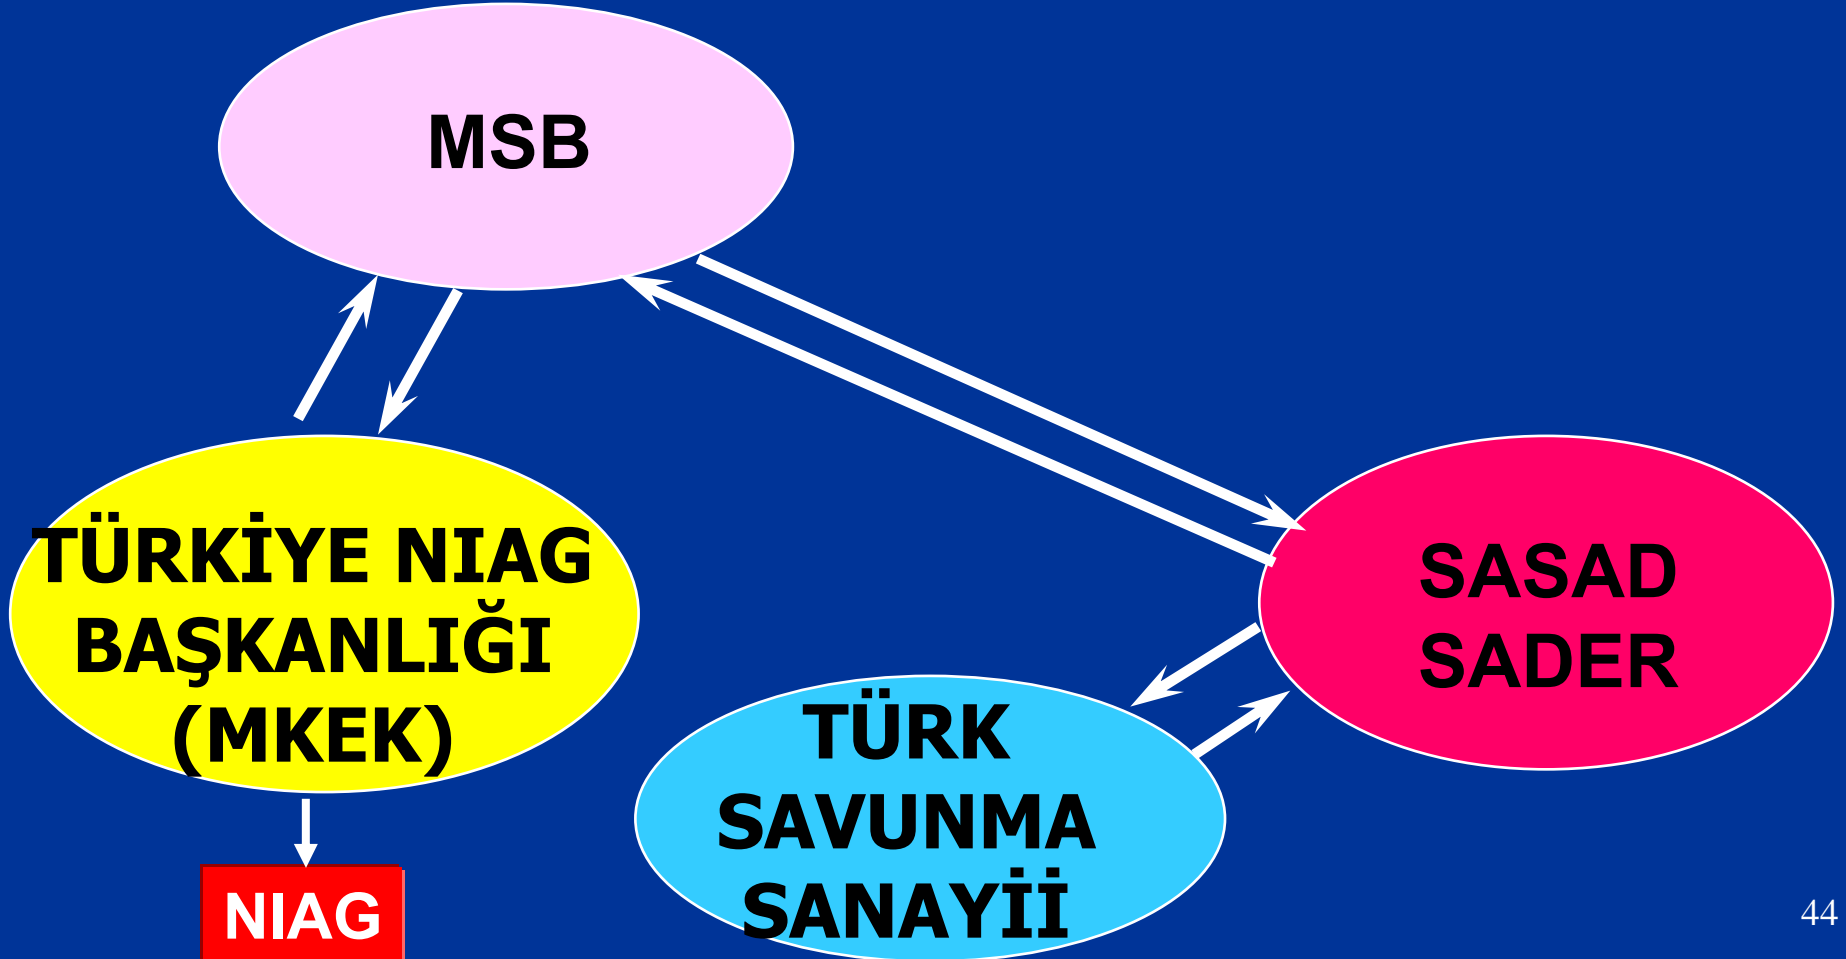 MSB
TÜRKİYE NIAG
BAŞKANLIĞI
(MKEK)
SASAD
SADER
TÜRK
SAVUNMA
SANAYİİ
NIAG
44